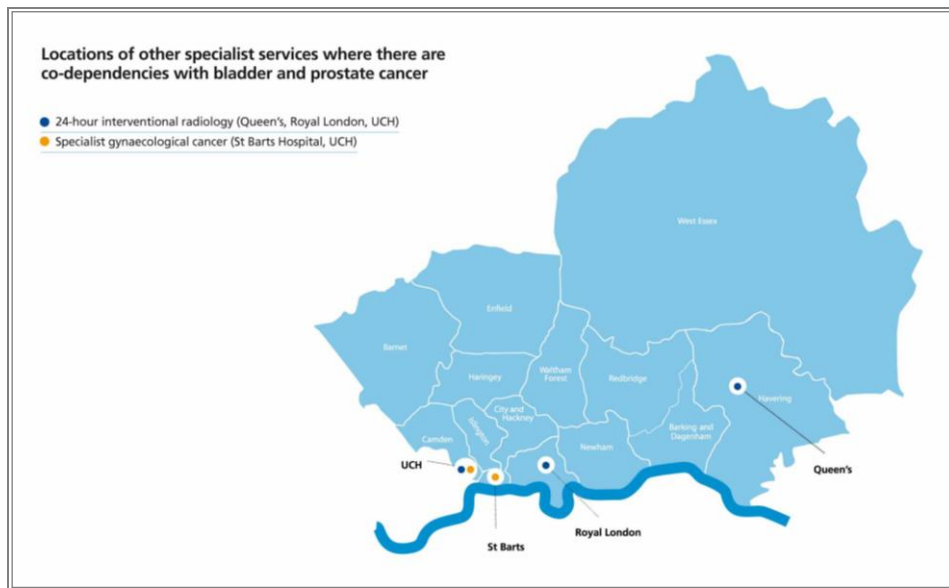 Locations of other specialist services where there are
co-dependencies with bladder and prostate cancer
24-hour interventional radiology (Queen's, Royal London, UCH)
Specialist gynaecological cancer (St Barts Hospital, UCH)
West Essex
Enfield
Barnet
Haringey
Waltham
Forest
Redbridge
Havering
City and
Hackney
Islington
Camden
Newham
Barking and
Dagenham
UCH
Queen's
Royal London
St Barts